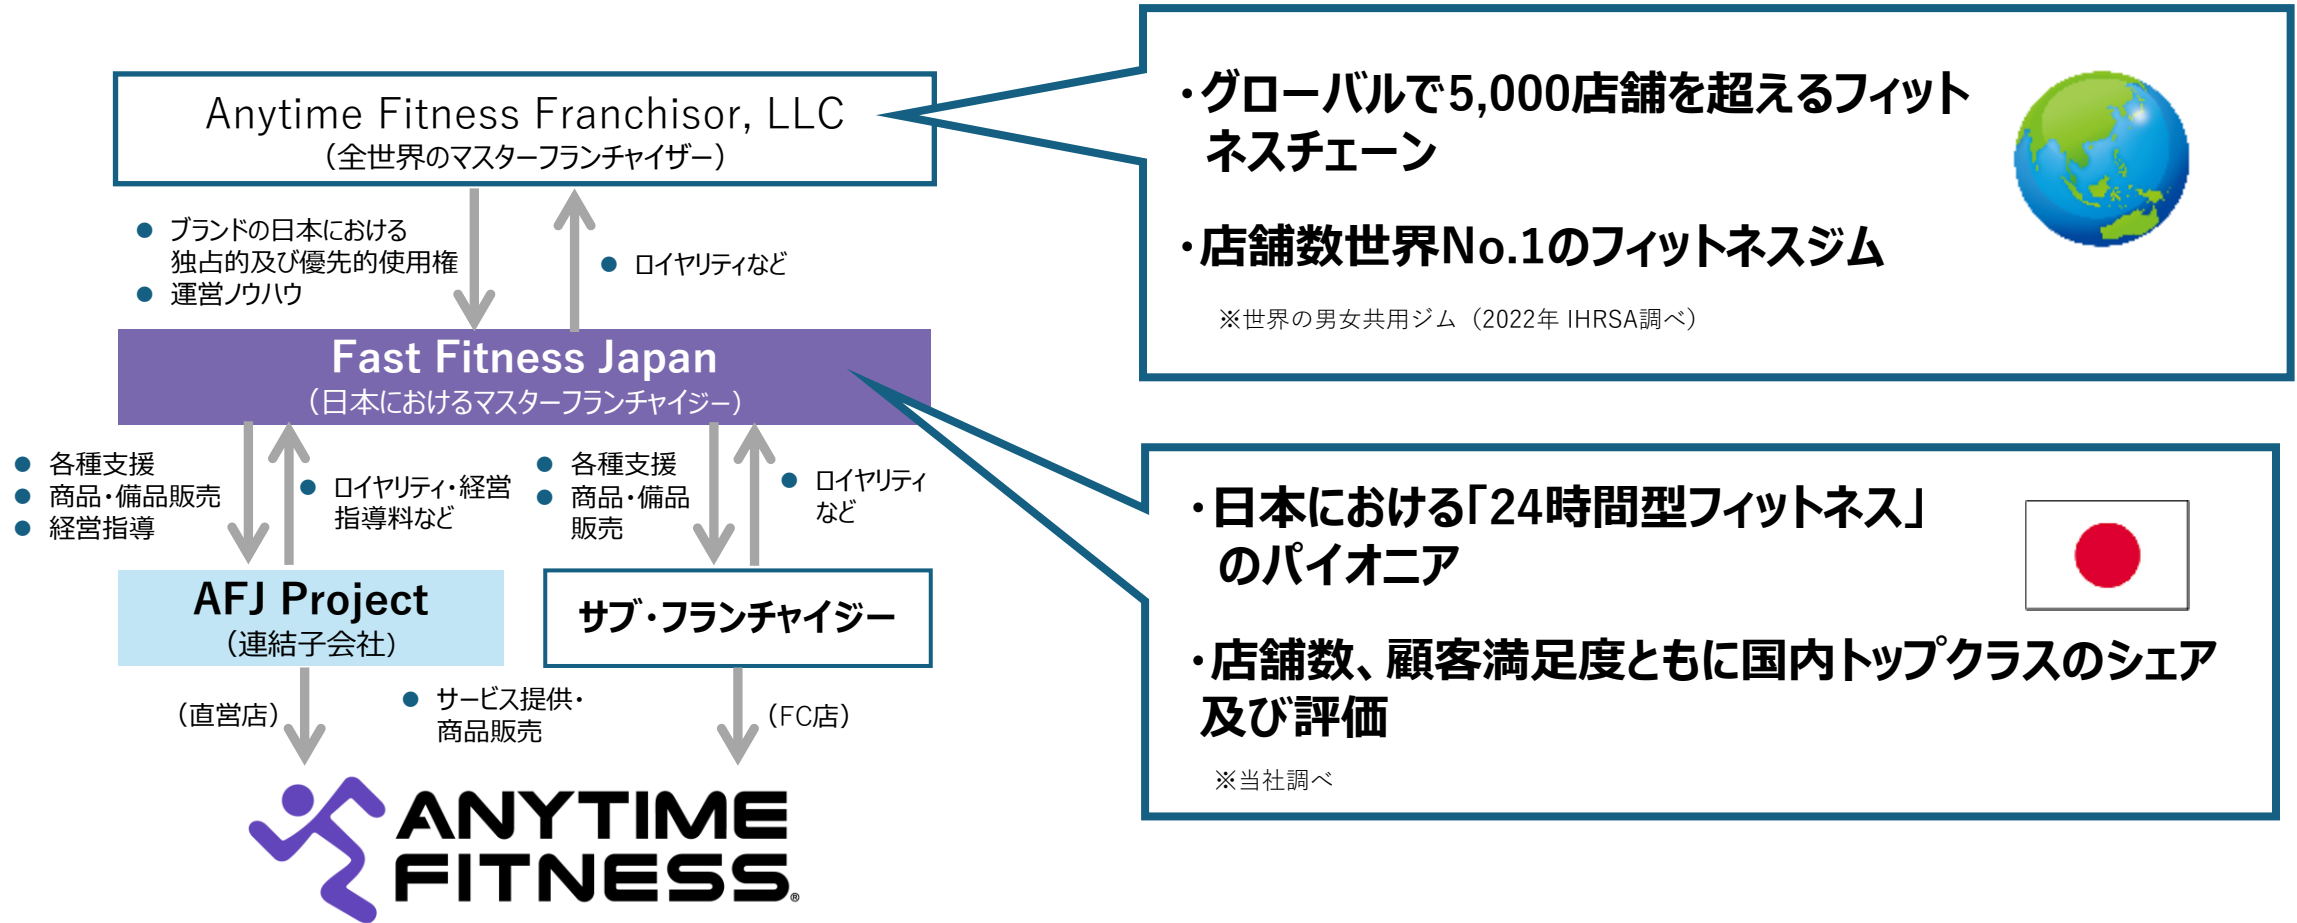 Anytime Fitness Franchisor, LLC
（全世界のマスターフランチャイザー）
● ブランドの日本における
独占的及び優先的使用権
● 運営ノウハウ
● ロイヤリティなど
Fast Fitness Japan
（日本におけるマスターフランチャイジー）
● 各種支援
● 商品・備品販売
● 経営指導
● ロイヤリティ・経営
指導料など
● 各種支援
● 商品・備品
販売
● ロイヤリティ
など
AFJ Project
（連結子会社）
サブ・フランチャイジー
（直営店）
● サービス提供・
商品販売
（FC店）
ANYTIME
FITNESS®
・グローバルで5,000店舗を超えるフィット
ネスチェーン
・店舗数世界No.1のフィットネスジム
※世界の男女共用ジム（2022年 IHRSA調べ）
・日本における「24時間型フィットネス」
のパイオニア
・店舗数、顧客満足度ともに国内トップクラスのシェア
及び評価
※当社調べ